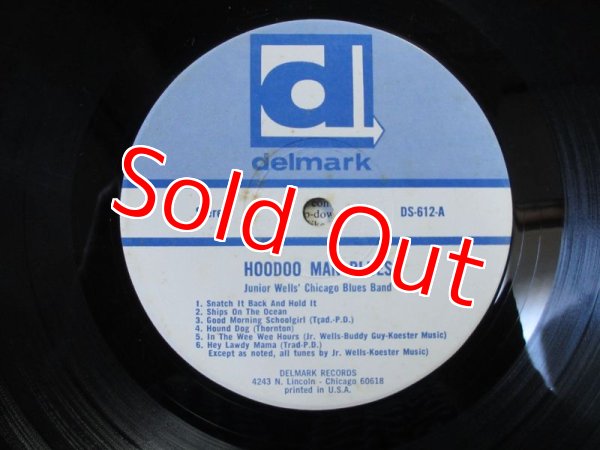 d
delmark
DS-612-A
Sold Out
HOODOO MAN BLUES
Junior Wells' Chicago Blues Band
1. Snatch It Back And Hold It
2. Ships On The Ocean
3. Good Morning Schoolgirl (Trad.-P.D.)
4. Hound Dog (Thornton)
5. In The Wee Wee Hours (Jr. Wells-Buddy Guy-Koester Music)
6. Hey Lawdy Mama (Trad-P.D.)
Except as noted, all tunes by Jr. Wells-Koester Music)
DELMARK RECORDS
4243 N. Lincoln - Chicago 60618
printed in U.S.A.